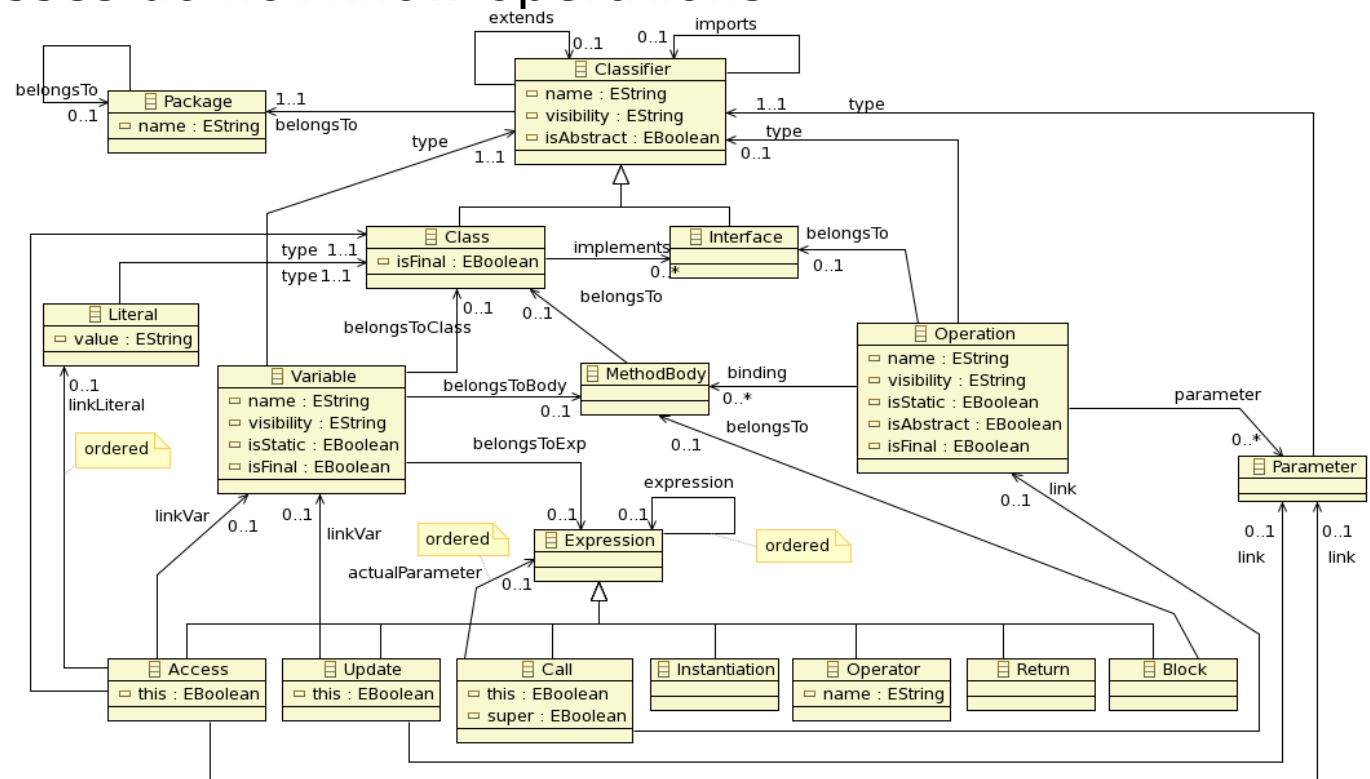 extends
imports
0..1
0..1
Classifier
name : EString
visibility : EString
isAbstract : EBoolean
belongsTo
0..1
Package
name : EString
1..1
belongsTo
1..1
type
type
0..1
type
1..1
Class
isFinal : EBoolean
implements
0..*
Interface
belongsTo
0..1
type 1..1
type 1..1
Literal
value : EString
0..1
linkLiteral
ordered
belongsToClass
0..1
0..1
belongsTo
Operation
name : EString
visibility : EString
isStatic : EBoolean
isAbstract : EBoolean
isFinal : EBoolean
Variable
name : EString
visibility : EString
isStatic : EBoolean
isFinal : EBoolean
belongsToBody
0..1
MethodBody
binding
0..*
belongsTo
0..1
parameter
0..*
Parameter
belongsToExp
0..1
expression
0..1
Expression
ordered
ordered
actualParameter
0..1
linkVar
0..1
0..1
linkVar
link
0..1
0..1
link
0..1
link
Access
this : EBoolean
Update
this : EBoolean
Call
this : EBoolean
super : EBoolean
Instantiation
Operator
name : EString
Return
Block